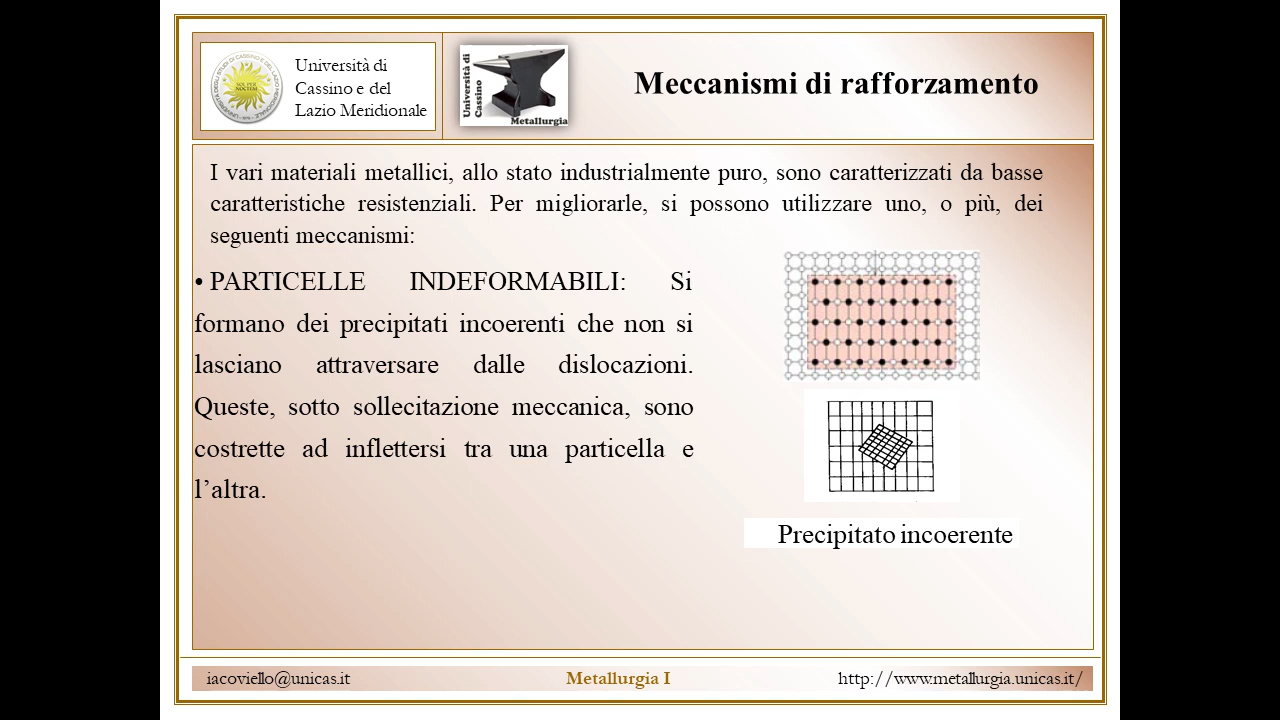 Università di
Cassino e del
Lazio Meridionale
Università di
Cassino
Metallurgia
Meccanismi di rafforzamento
I vari materiali metallici, allo stato industrialmente puro, sono caratterizzati da basse
caratteristiche resistenziali. Per migliorarle, si possono utilizzare uno, o più, dei
seguenti meccanismi:
• PARTICELLE INDEFORMABILI: Si
formano dei precipitati incoerenti che non si
lasciano attraversare dalle dislocazioni.
Queste, sotto sollecitazione meccanica, sono
costrette ad inflettersi tra una particella e
l’altra.
Precipitato incoerente
iacoviello@unicas.it
Metallurgia I
http://www.metallurgia.unicas.it/